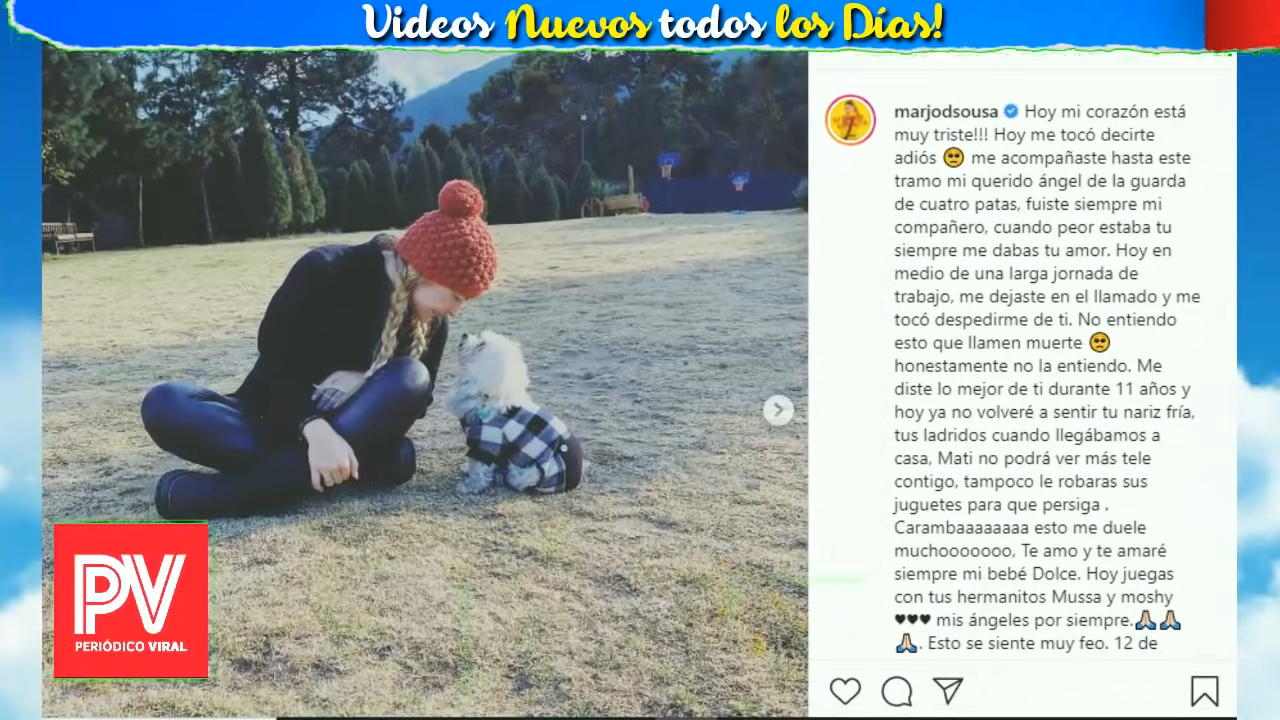 Videos Nuevos todos los Días!
marjodsousa Hoy mi corazón está
muy triste!!! Hoy me tocó decirte
adiós 🥺 me acompañaste hasta este
tramo mi querido ángel de la guarda
de cuatro patas, fuiste siempre mi
compañero, cuando peor estaba tu
siempre me dabas tu amor. Hoy en
medio de una larga jornada de
trabajo, me dejaste en el llamado y me
tocó despedirme de ti. No entiendo
esto que llamen muerte 🥺
honestamente no la entiendo. Me
diste lo mejor de ti durante 11 años y
hoy ya no volveré a sentir tu nariz fría,
tus ladridos cuando llegábamos a
casa, Mati no podrá ver más tele
contigo, tampoco le robaras sus
juguetes para que persiga .
Carambaaaaaaaa esto me duele
muchooooooo, Te amo y te amaré
siempre mi bebé Dolce. Hoy juegas
con tus hermanitos Mussa y moshy
♥♥♥ mis ángeles por siempre.🙏🏻🙏🏻
🙏🏻. Esto se siente muy feo. 12 de
PV
PERIÓDICO VIRAL